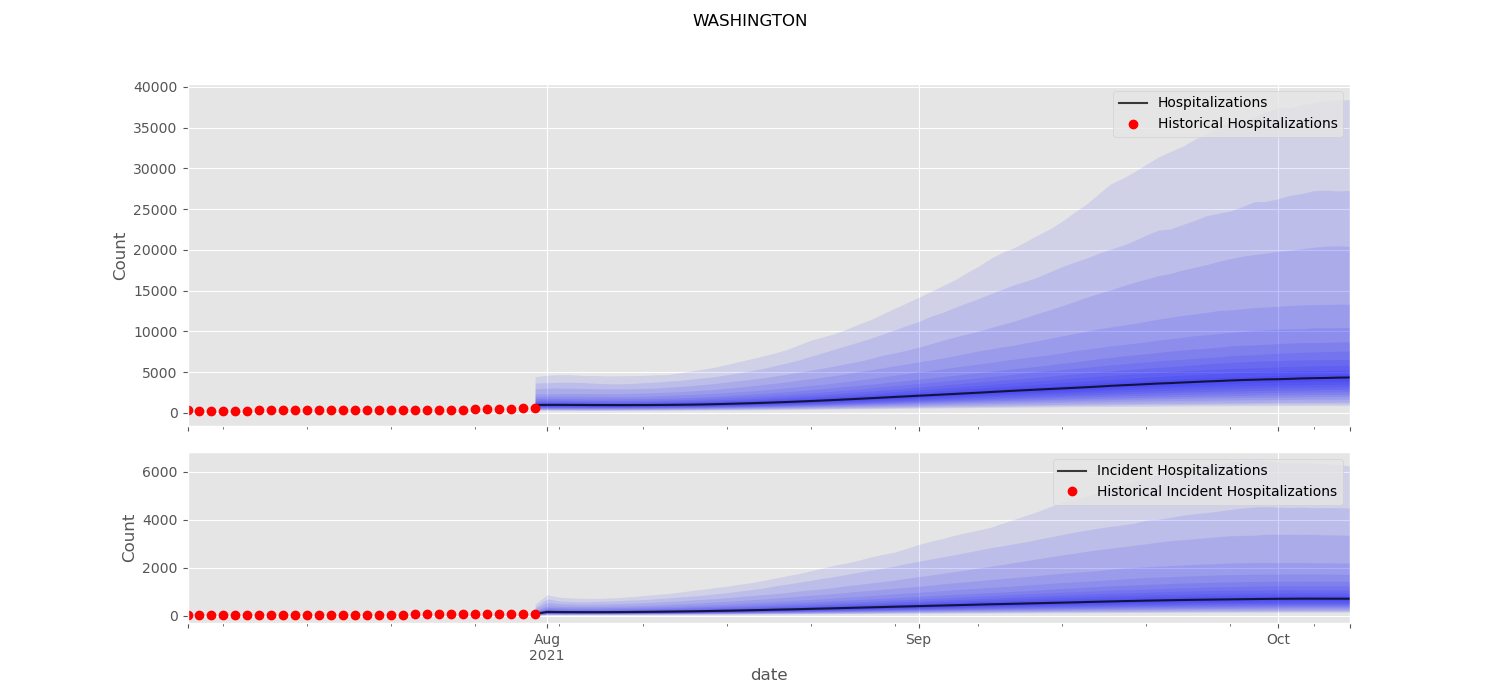 WASHINGTON
40000
35000
30000
25000
20000
15000
10000
5000
0
Count
Hospitalizations
Historical Hospitalizations
6000
4000
2000
0
Count
Incident Hospitalizations
Historical Incident Hospitalizations
Aug
2021
Sep
Oct
date